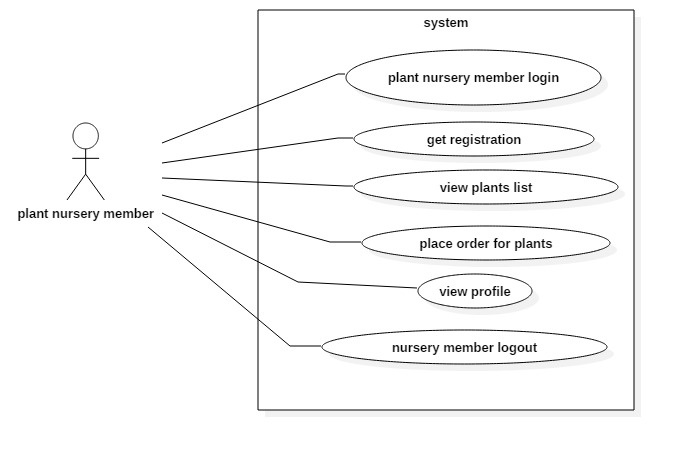 system
plant nursery member login
get registration
view plants list
plant nursery member
place order for plants
view profile
nursery member logout